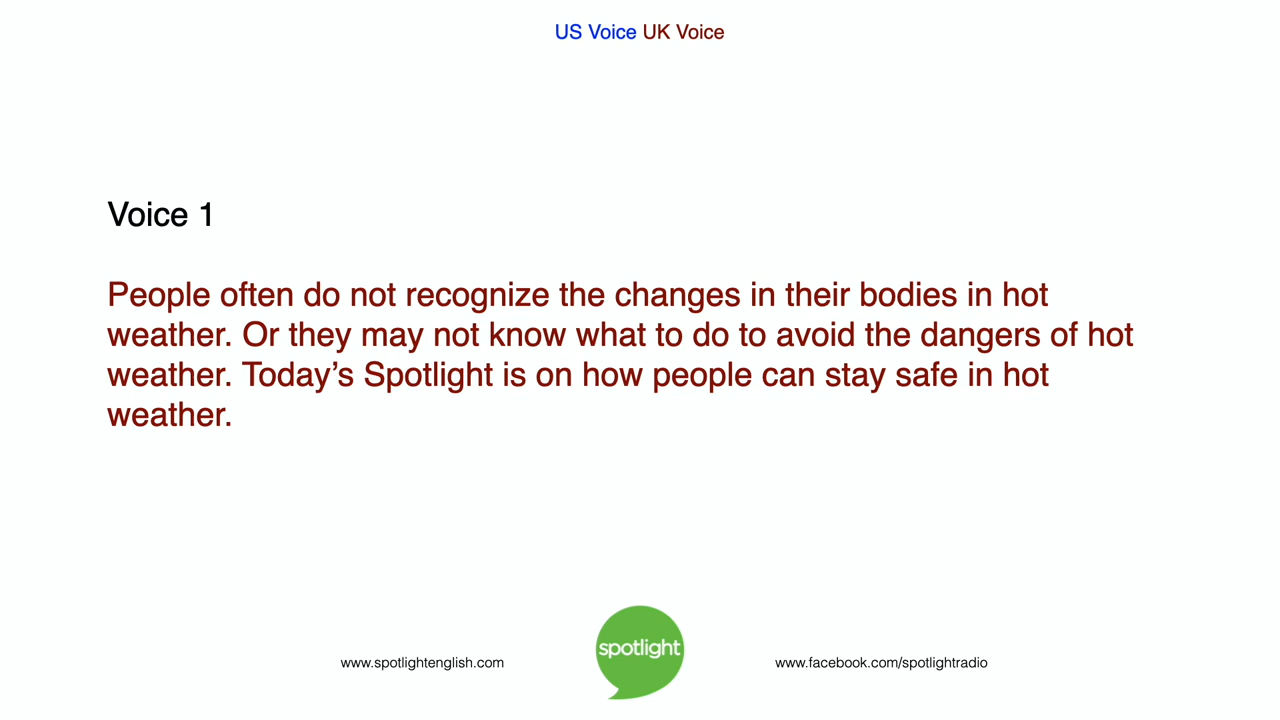 US Voice UK Voice
Voice 1
People often do not recognize the changes in their bodies in hot
weather. Or they may not know what to do to avoid the dangers of hot
weather. Today’s Spotlight is on how people can stay safe in hot
weather.
spotlight
www.spotlightenglish.com
www.facebook.com/spotlightradio